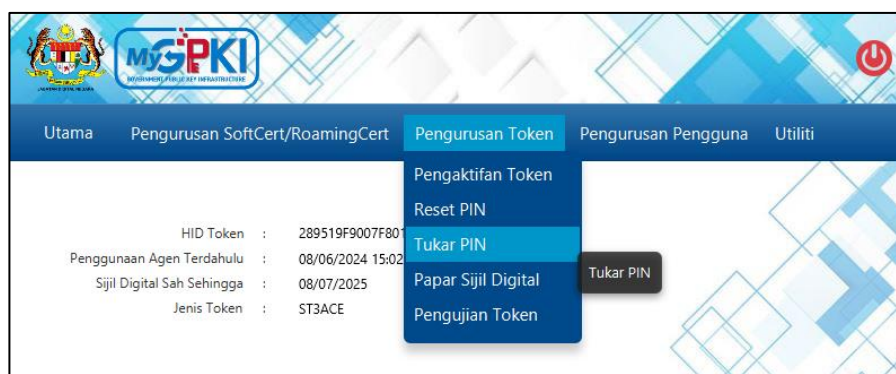 MyGPKI
GOVERNMENT PUBLIC KEY INFRASTRUCTURE
Utama Pengurusan SoftCert/RoamingCert Pengurusan Token Pengurusan Pengguna Utiliti
Pengaktifan Token
Reset PIN
Tukar PIN
Papar Sijil Digital
Pengujian Token
Tukar PIN
HID Token : 289519F9007F801
Penggunaan Agen Terdahulu : 08/06/2024 15:02
Sijil Digital Sah Sehingga : 08/07/2025
Jenis Token : ST3ACE